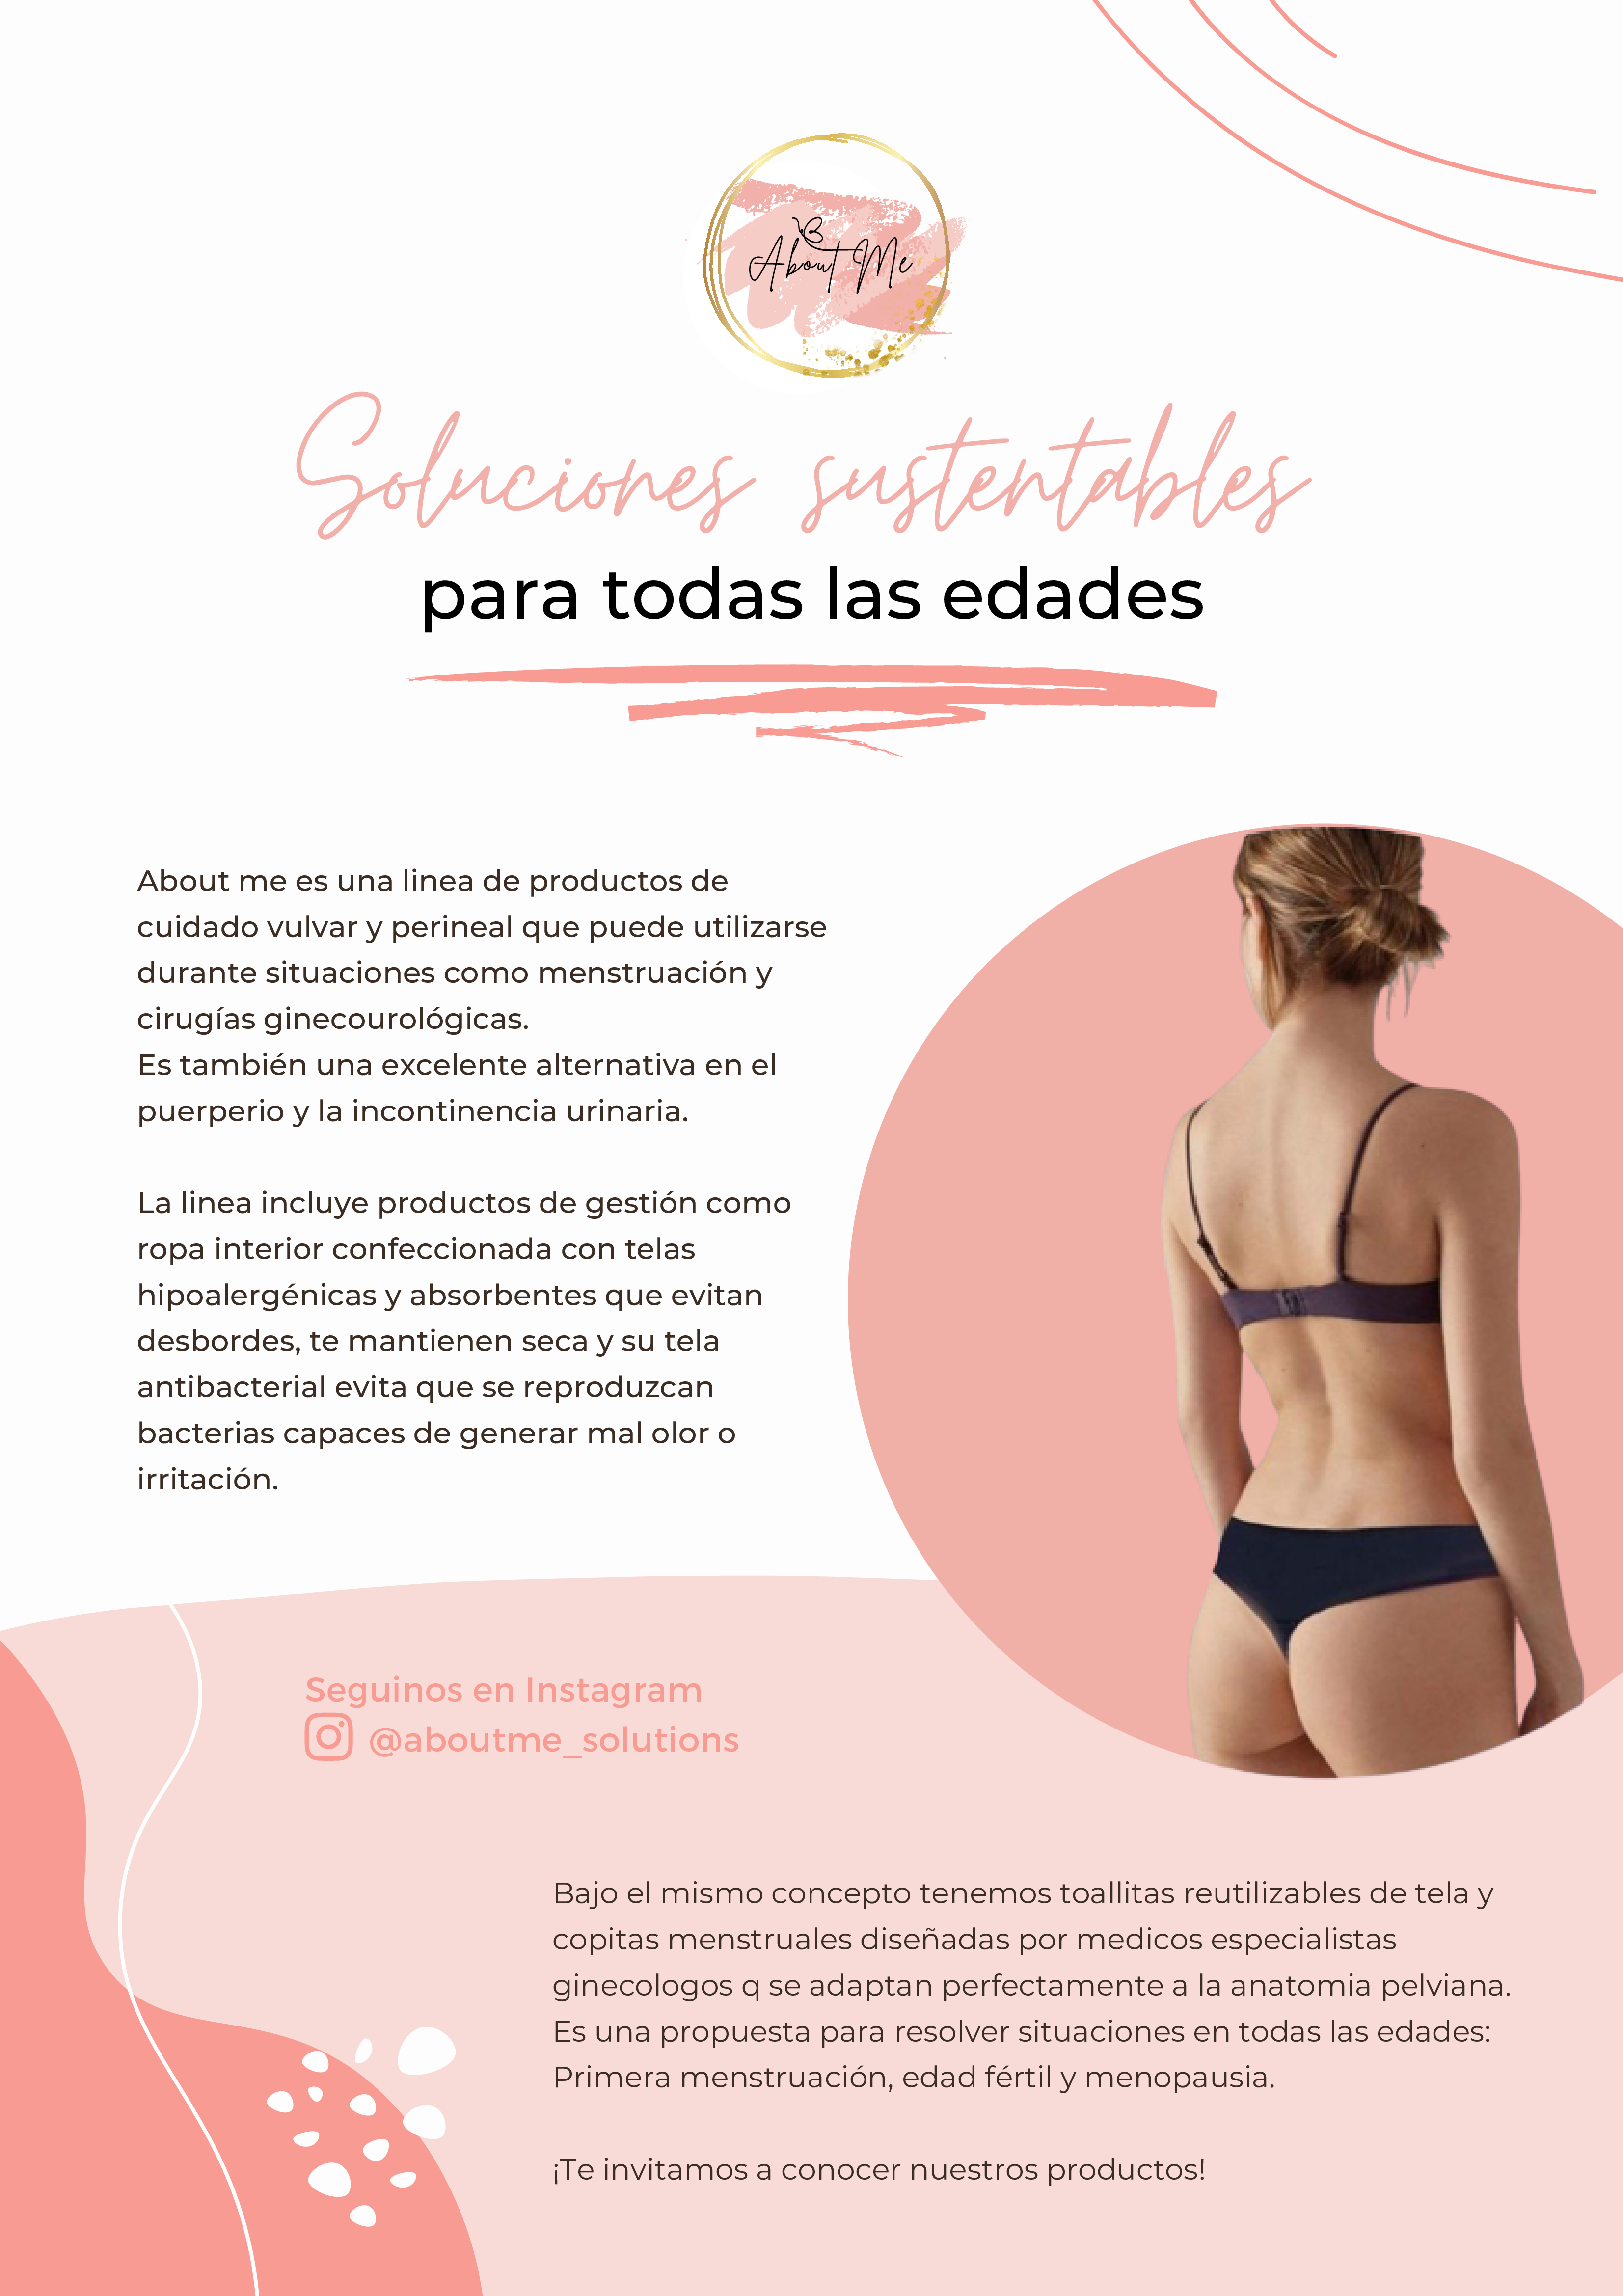 About Me
Soluciones sustentables
para todas las edades
About me es una linea de productos de
cuidado vulvar y perineal que puede utilizarse
durante situaciones como menstruación y
cirugías ginecourológicas.
Es también una excelente alternativa en el
puerperio y la incontinencia urinaria.
La linea incluye productos de gestión como
ropa interior confeccionada con telas
hipoalergénicas y absorbentes que evitan
desbordes, te mantienen seca y su tela
antibacterial evita que se reproduzcan
bacterias capaces de generar mal olor o
irritación.
Seguinos en Instagram
@aboutme_solutions
Bajo el mismo concepto tenemos toallitas reutilizables de tela y
copitas menstruales diseñadas por medicos especialistas
ginecologos q se adaptan perfectamente a la anatomia pelviana.
Es una propuesta para resolver situaciones en todas las edades:
Primera menstruación, edad fértil y menopausia.
¡Te invitamos a conocer nuestros productos!